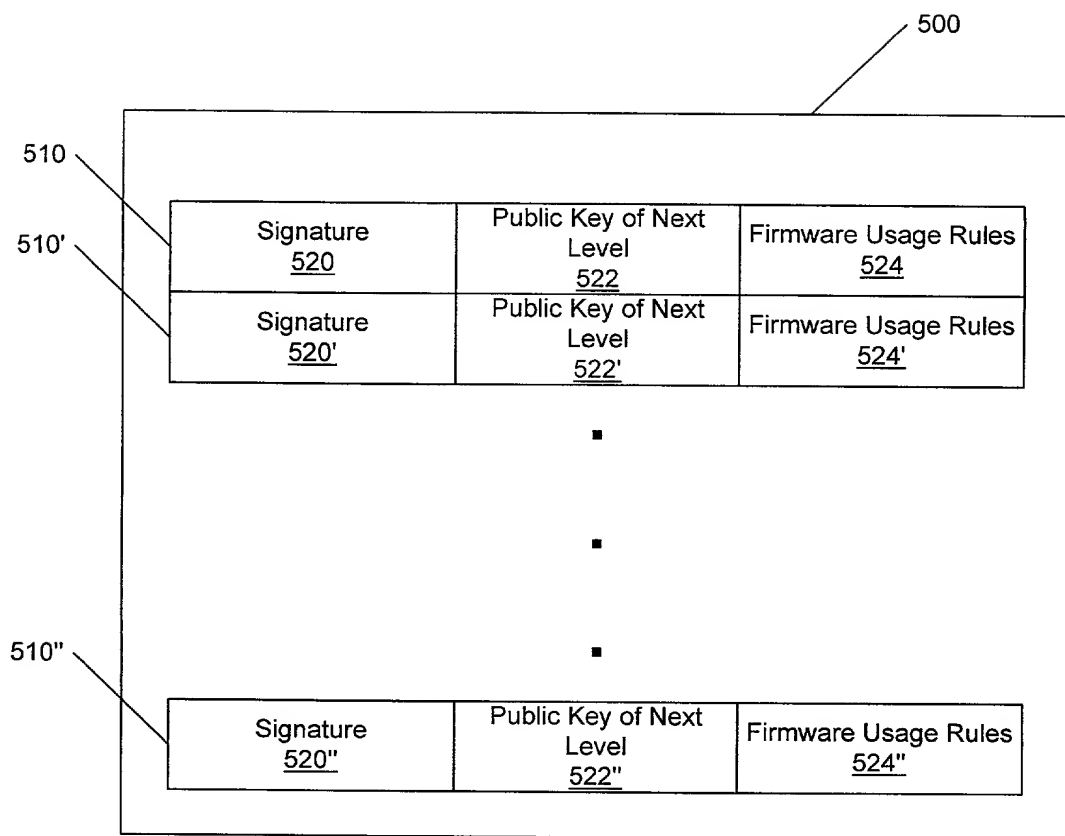 500
510
Signature
520
Public Key of Next
Level
522
Firmware Usage Rules
524
510'
Signature
520'
Public Key of Next
Level
522'
Firmware Usage Rules
524'
510"
Signature
520"
Public Key of Next
Level
522"
Firmware Usage Rules
524"